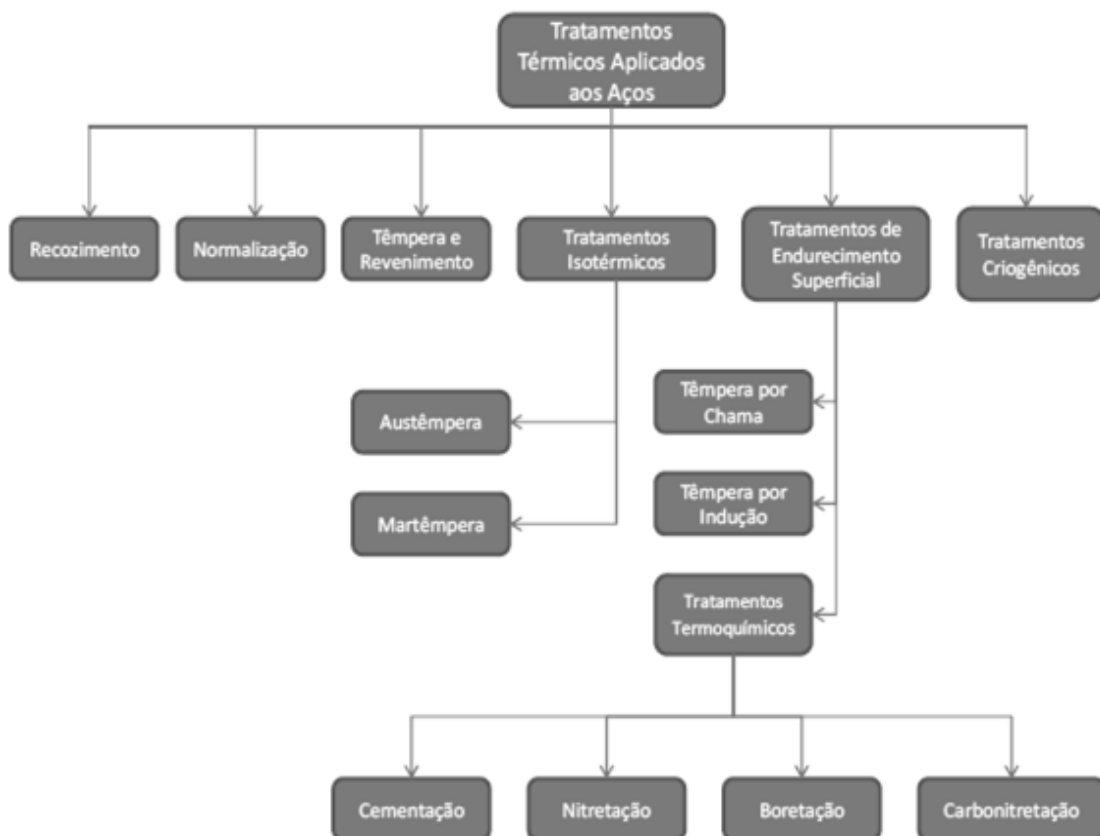 Tratamentos
Térmicos Aplicados
aos Aços
Recozimento
Normalização
Têmpera e
Revenimento
Tratamentos
Isotérmicos
Tratamentos de
Endurecimento
Superficial
Tratamentos
Criogênicos
Austêmpera
Martêmpera
Têmpera por
Chama
Têmpera por
Indução
Tratamentos
Termoquímicos
Cementação
Nitretação
Boretação
Carbonitretação